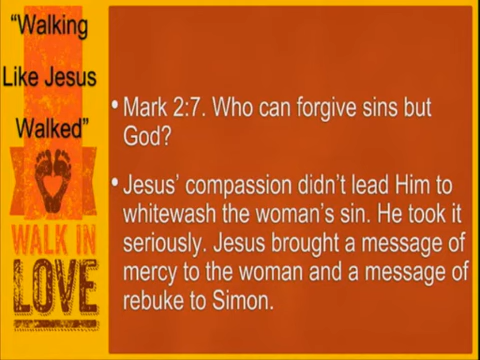 “Walking
Like Jesus
Walked”
WALK IN
LOVE
• Mark 2:7. Who can forgive sins but
God?
• Jesus’ compassion didn’t lead Him to
whitewash the woman’s sin. He took it
seriously. Jesus brought a message of
mercy to the woman and a message of
rebuke to Simon.